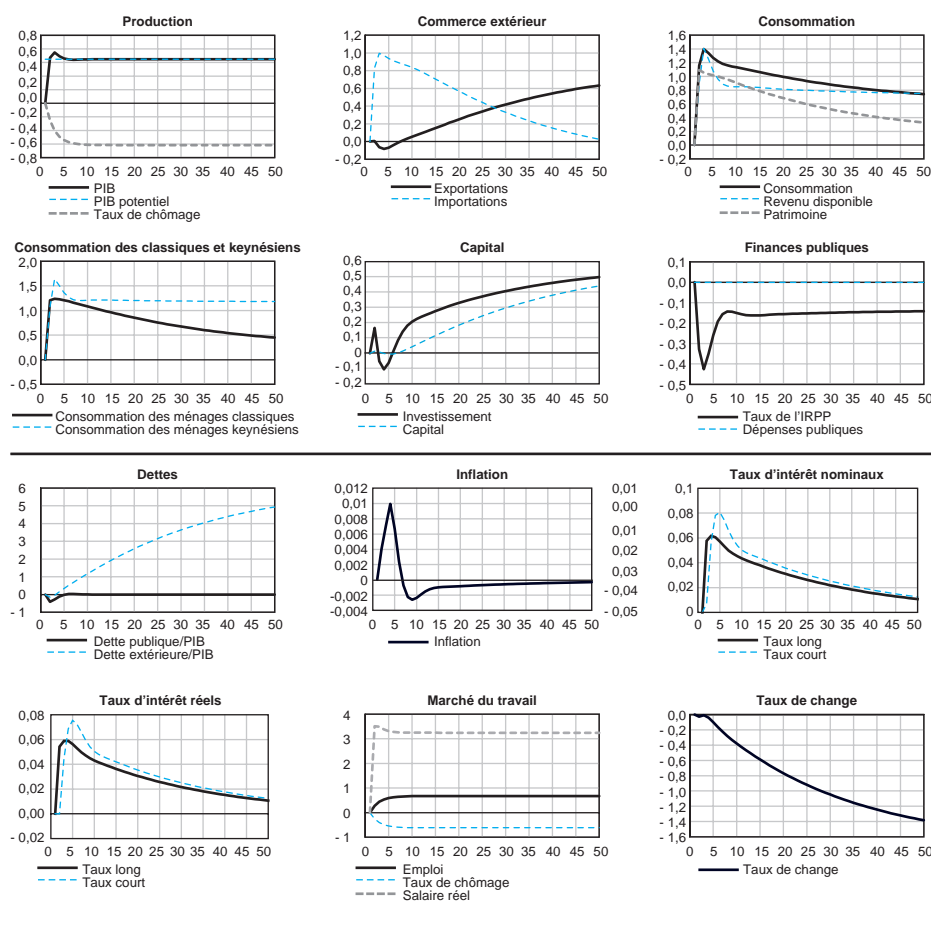 Production
0,8
0,6
0,4
0,2
0,0
- 0,2
- 0,4
- 0,6
- 0,8
0 5 10 15 20 25 30 35 40 45 50
PIB
PIB potentiel
Taux de chômage
Commerce extérieur
1,2
1,0
0,8
0,6
0,4
0,2
0,0
- 0,2
0 5 10 15 20 25 30 35 40 45 50
Exportations
Importations
Consommation
1,6
1,4
1,2
1,0
0,8
0,6
0,4
0,2
0,0
- 0,2
0 5 10 15 20 25 30 35 40 45 50
Consommation
Revenu disponible
Patrimoine
Consommation des classiques et keynésiens
2,0
1,5
1,0
0,5
0,0
- 0,5
0 5 10 15 20 25 30 35 40 45 50
Consommation des ménages classiques
Consommation des ménages keynésiens
Capital
0,6
0,5
0,4
0,3
0,2
0,1
0
- 0,1
- 0,2
0 5 10 15 20 25 30 35 40 45 50
Investissement
Capital
Finances publiques
0,1
- 0,0
- 0,1
- 0,2
- 0,3
- 0,4
- 0,5
0 5 10 15 20 25 30 35 40 45 50
Taux de l'IRPP
Dépenses publiques
Dettes
6
5
4
3
2
1
0
- 1
0 5 10 15 20 25 30 35 40 45 50
Dette publique/PIB
Dette extérieure/PIB
Inflation
0,012
0,01
0,008
0,006
0,004
0,002
0
-0,002
-0,004
0 5 10 15 20 25 30 35 40 45 50
Inflation
0,01
0,00
0,01
0,02
0,03
- 0,04
- 0,05
Taux d'intérêt nominaux
0,1
0,08
0,06
0,04
0,02
0
0 5 10 15 20 25 30 35 40 45 50
Taux long
Taux court
Taux d'intérêt réels
0,08
0,06
0,04
0,02
0,00
- 0,02
0 5 10 15 20 25 30 35 40 45 50
Taux long
Taux court
Marché du travail
4
3
2
1
0
- 1
0 5 10 15 20 25 30 35 40 45 50
Emploi
Taux de chômage
Salaire réel
Taux de change
0,0
- 0,2
- 0,4
- 0,6
- 0,8
- 1,0
- 1,2
- 1,4
- 1,6
0 5 10 15 20 25 30 35 40 45 50
Taux de change